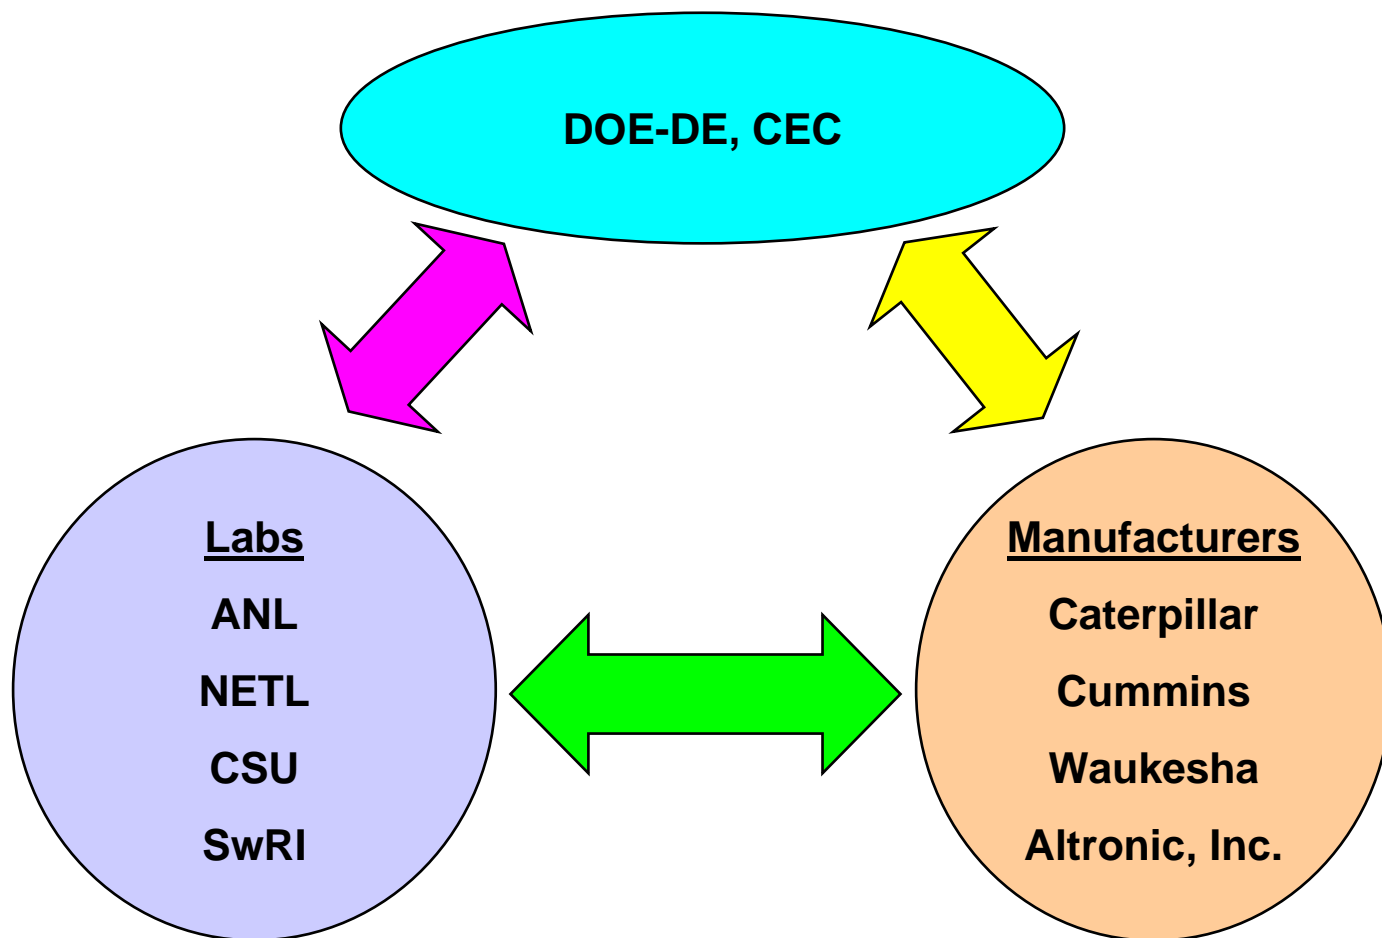 DOE-DE, CEC
Labs
ANL
NETL
CSU
SwRI
Manufacturers
Caterpillar
Cummins
Waukesha
Altronic, Inc.